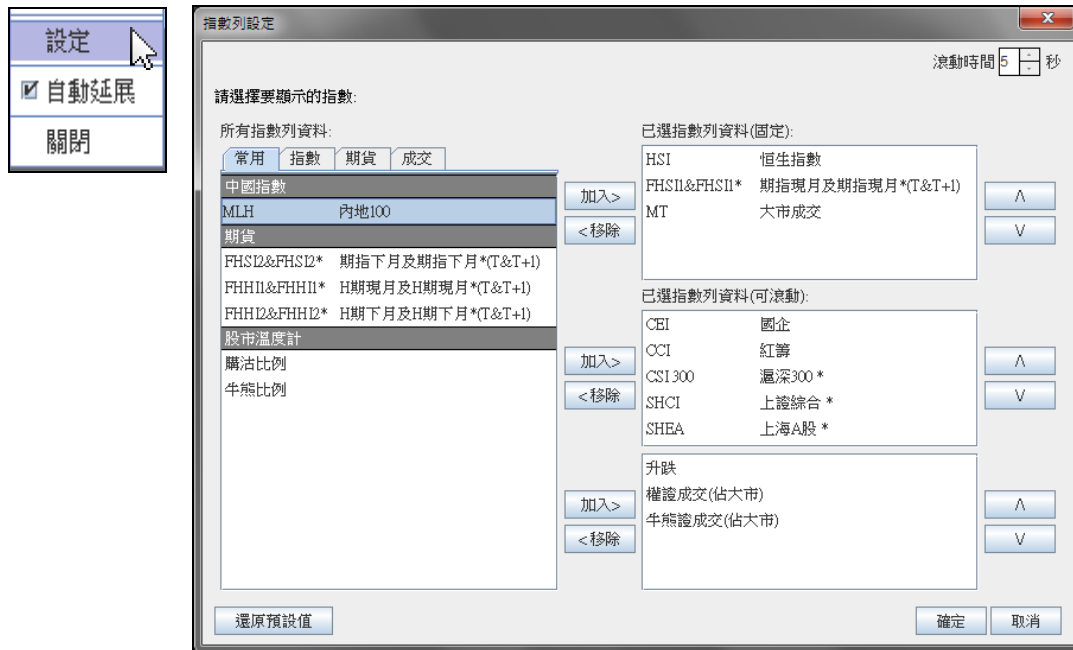 設定
自動延展
關閉
指數列設定
滾動時間 5 秒
請選擇要顯示的指數:
所有指數列資料:
常用 指數 期貨 成交
中國指數
MLH 內地100
期貨
FHSI2&FHSI2* 期指下月及期指下月*(T&T+1)
FHHI1&FHHI1* H期現月及H期現月*(T&T+1)
FHHI2&FHHI2* H期下月及H期下月*(T&T+1)
股市溫度計
購沽比例
牛熊比例
加入>
<移除
加入>
<移除
加入>
<移除
已選指數列資料(固定):
HSI 恒生指數
FHSI1&FHSI1* 期指現月及期指現月*(T&T+1)
MT 大市成交
已選指數列資料(可滾動):
CEI 國企
CCI 紅籌
CSI300 滬深300 *
SHCI 上證綜合 *
SHEA 上海A股 *
升跌
權證成交(佔大市)
牛熊證成交(佔大市)
Λ
V
Λ
V
Λ
V
還原預設值
確定 取消